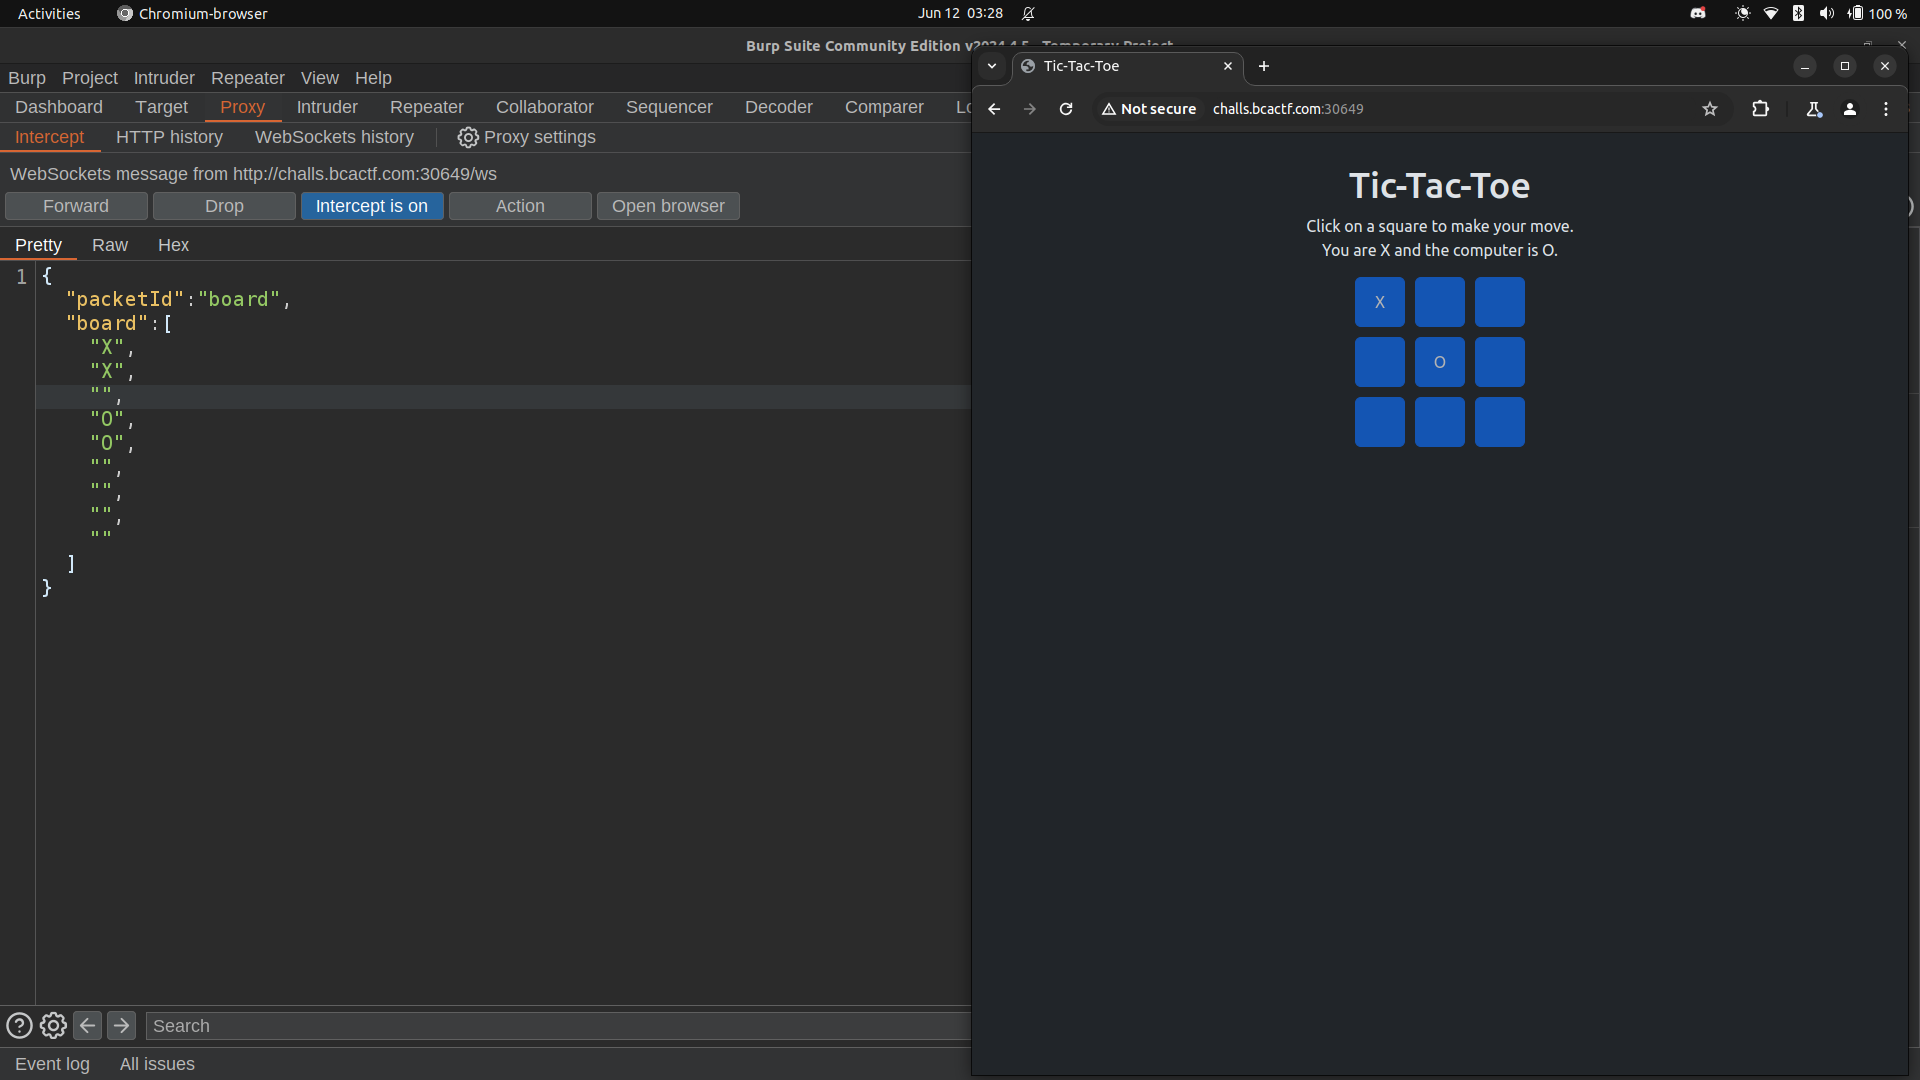 Activities Chromium-browser Jun 12 03:28 100 %
Burp Suite Community Edition
Burp Project Intruder Repeater View Help
Dashboard Target Proxy Intruder Repeater Collaborator Sequencer Decoder Comparer Lo
Intercept HTTP history WebSockets history Proxy settings
WebSockets message from http://challs.bcactf.com:30649/ws
Forward Drop Intercept is on Action Open browser
Pretty Raw Hex
1 {
"packetId":"board",
"board":[
"X",
"X",
"",
"O",
"O",
"",
"",
"",
""
]
}
Search
Event log All issues
Tic-Tac-Toe
Not secure challs.bcactf.com:30649
Tic-Tac-Toe
Click on a square to make your move.
You are X and the computer is O.
X
O